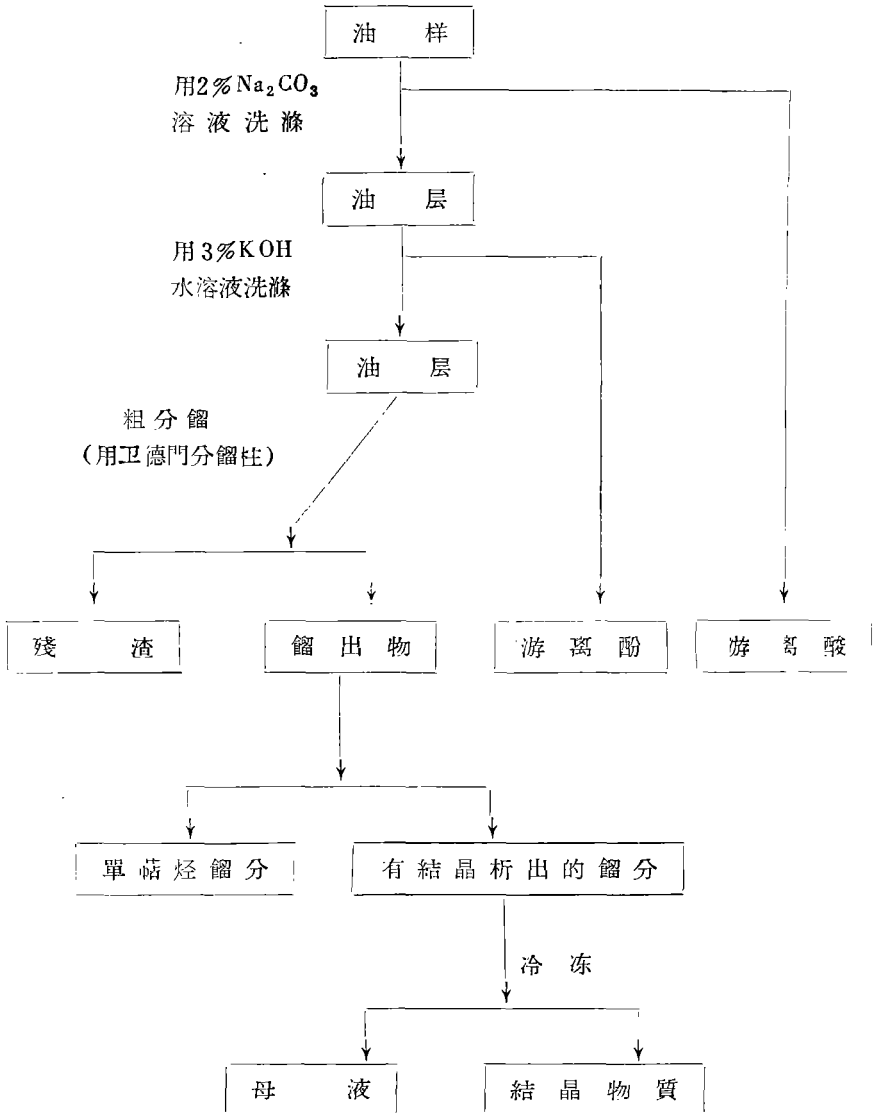 油样
用2%Na₂CO₃
溶液洗滌
油层
用3%KOH
水溶液洗滌
油层
粗分餾
(用卫德門分餾柱)
殘渣
餾出物
游离酚
游离酸
單萜烃餾分
有結晶析出的餾分
冷冻
母液
結晶物質